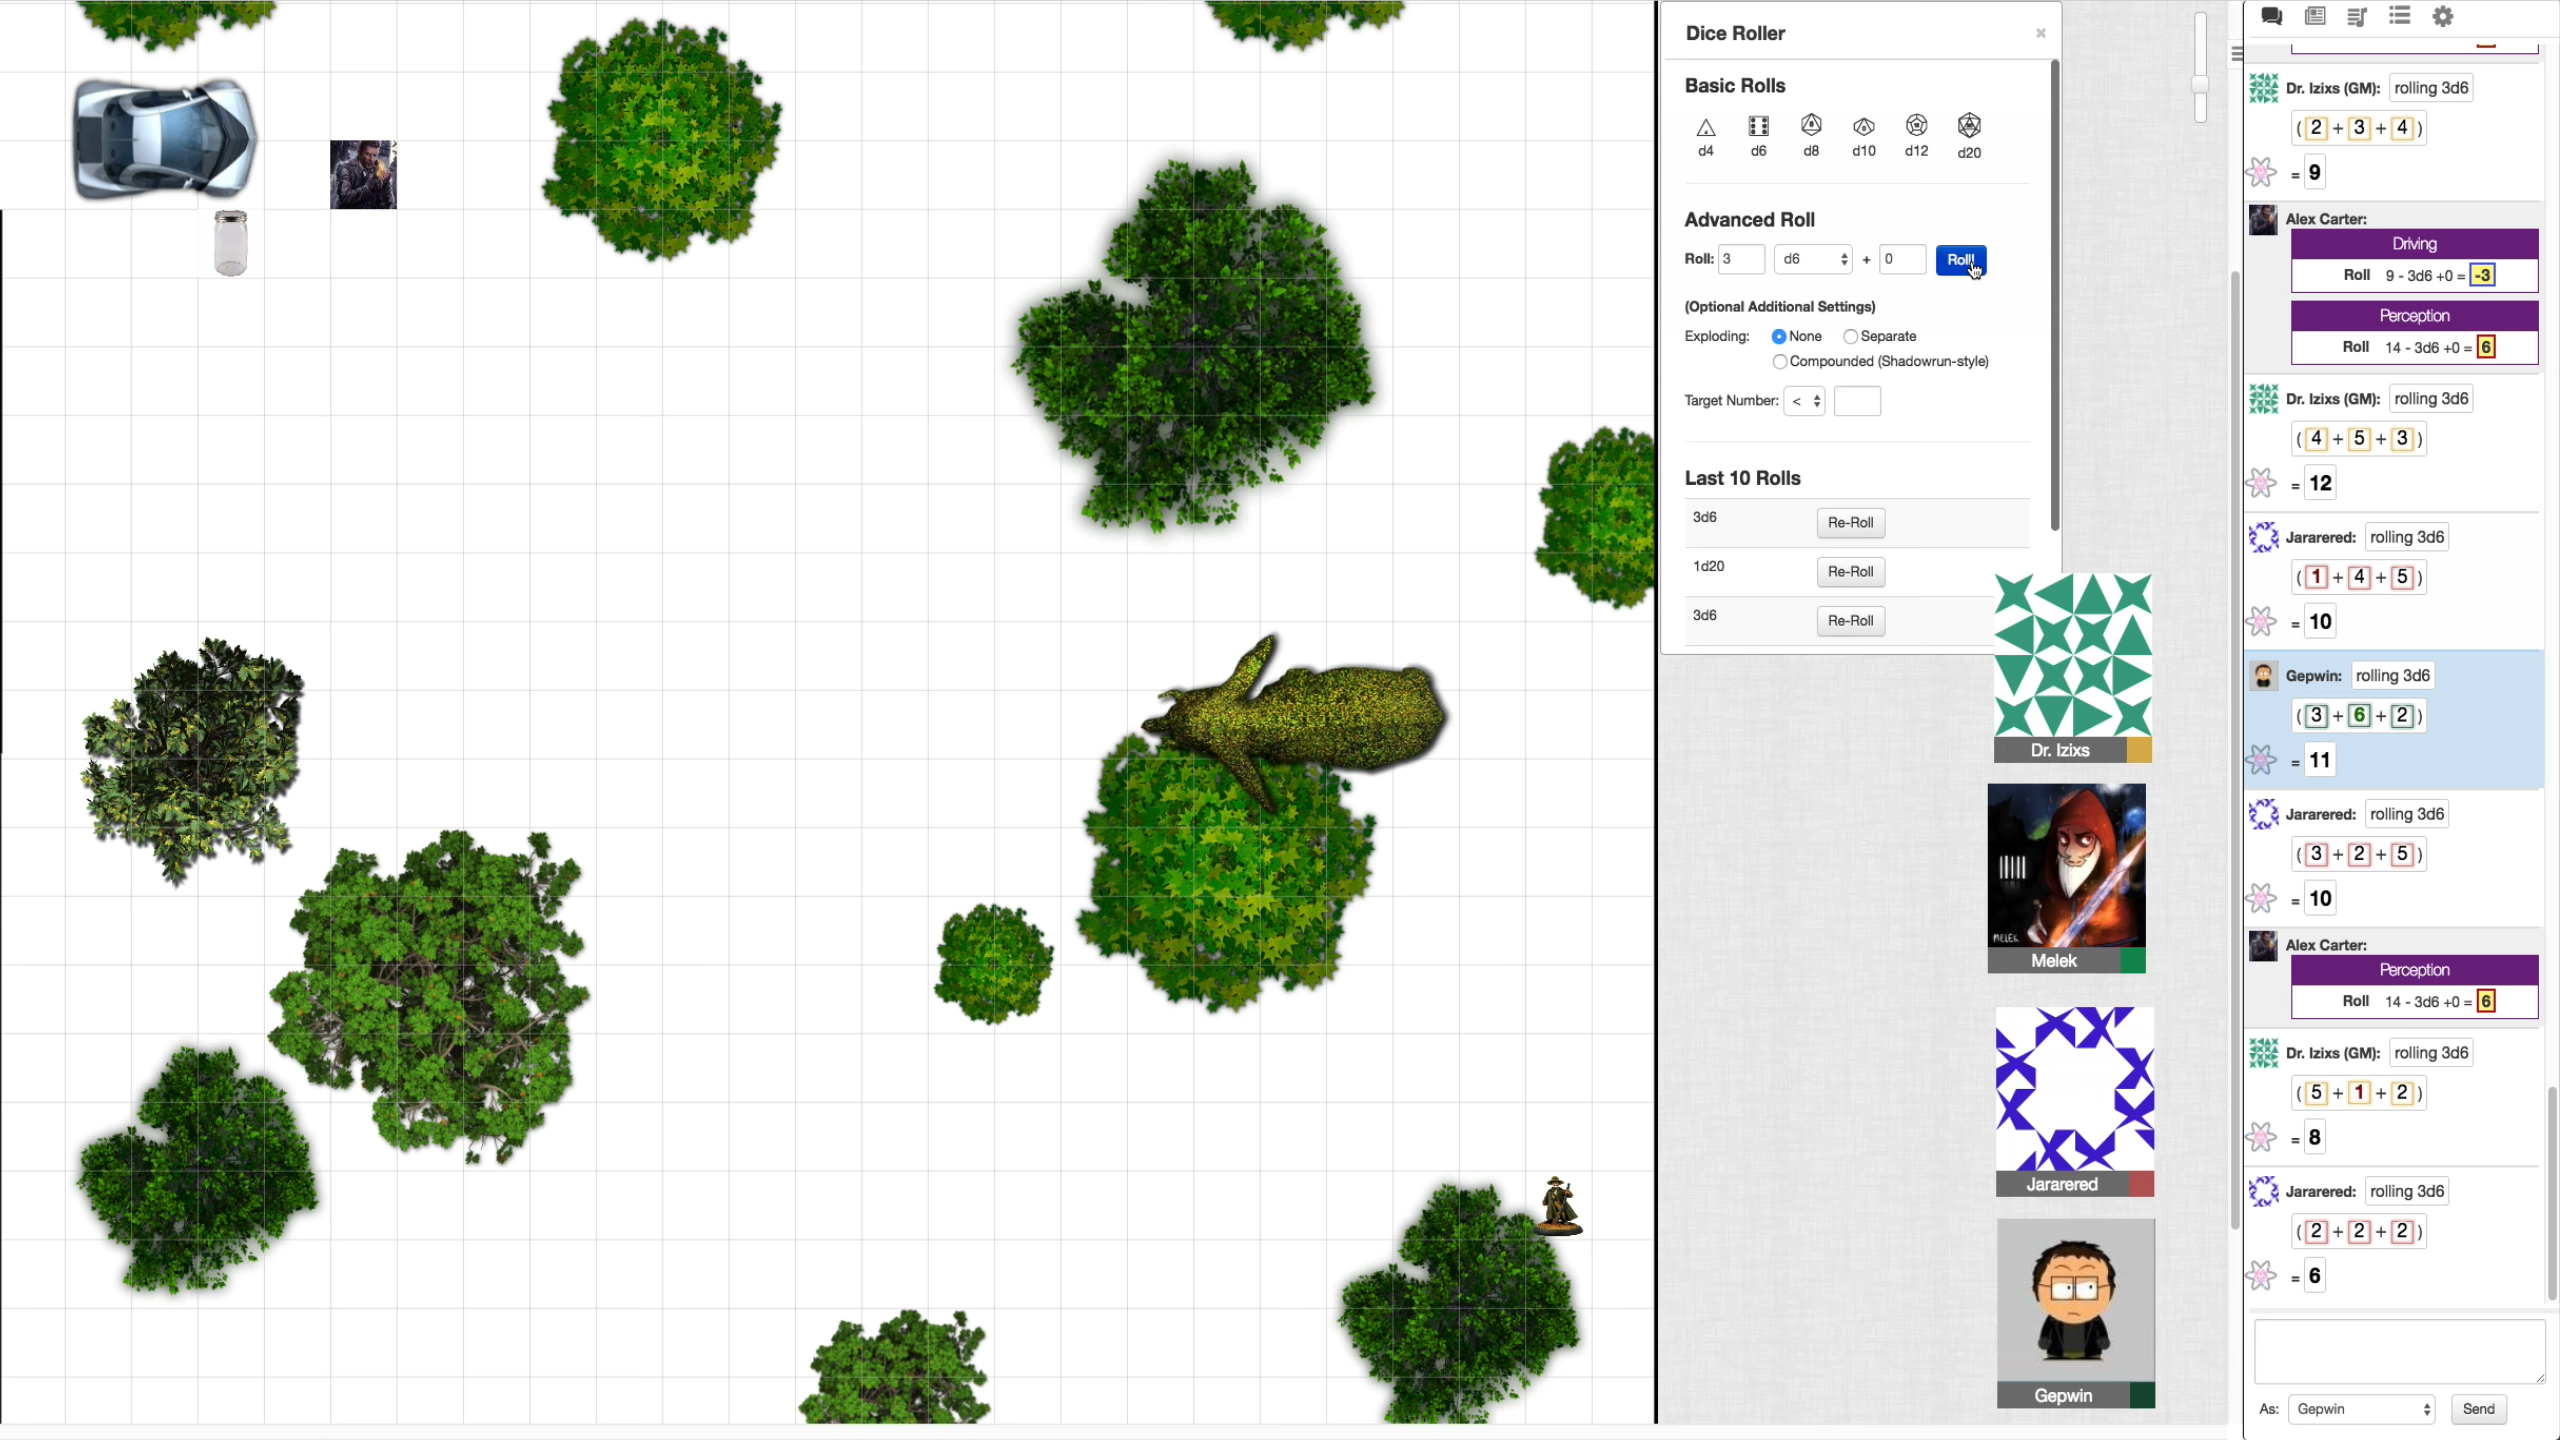 Dice Roller ×
Basic Rolls
d4 d6 d8 d10 d12 d20
Advanced Roll
Roll: 3 d6 + 0 Roll!
(Optional Additional Settings)
Exploding: None Separate
Compounded (Shadowrun-style)
Target Number: <
Last 10 Rolls
3d6 Re-Roll
1d20 Re-Roll
3d6 Re-Roll
Dr. Izixs
MELEK
Melek
Jararered
Gepwin
Dr. Izixs (GM): rolling 3d6
(2+3+4)
= 9
Alex Carter:
Driving
Roll 9 - 3d6 +0 = -3
Perception
Roll 14 - 3d6 +0 = 6
Dr. Izixs (GM): rolling 3d6
(4+5+3)
= 12
Jararered: rolling 3d6
(1+4+5)
= 10
Gepwin: rolling 3d6
(3+6+2)
= 11
Jararered: rolling 3d6
(3+2+5)
= 10
Alex Carter:
Perception
Roll 14 - 3d6 +0 = 6
Dr. Izixs (GM): rolling 3d6
(5+1+2)
= 8
Jararered: rolling 3d6
(2+2+2)
= 6
As: Gepwin Send